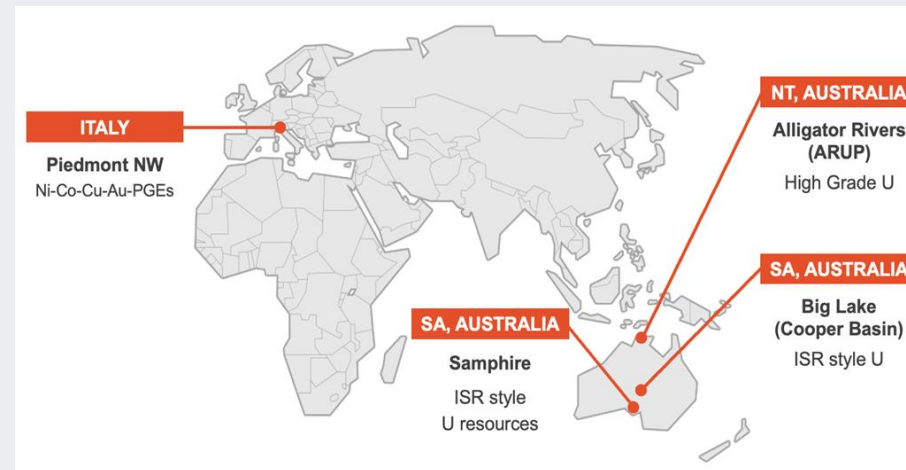 ITALY
Piedmont NW
Ni-Co-Cu-Au-PGEs
NT, AUSTRALIA
Alligator Rivers
(ARUP)
High Grade U
SA, AUSTRALIA
Big Lake
(Cooper Basin)
ISR style U
SA, AUSTRALIA
Samphire
ISR style
U resources